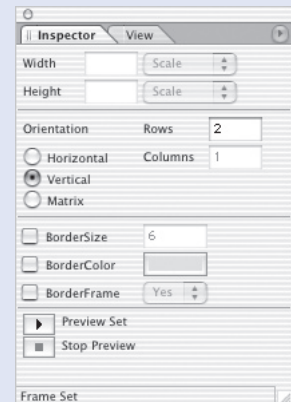 Inspector View
Width Scale
Height Scale
Orientation Rows 2
Horizontal Columns 1
Vertical
Matrix
BorderSize 6
BorderColor
BorderFrame Yes
Preview Set
Stop Preview
Frame Set